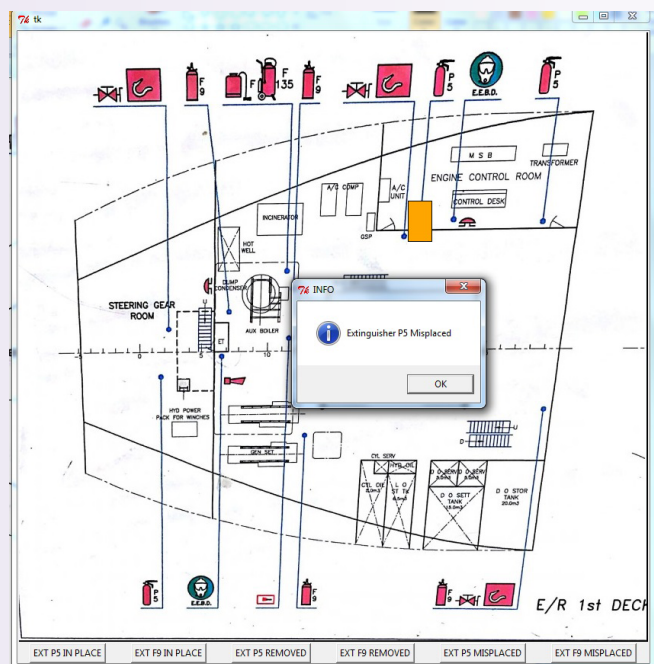 tk
F
9
F
F
135
F
9
P
5
E.E.B.D.
P
5
M S B
TRANSFORMER
ENGINE CONTROL ROOM
A/C COMP
A/C
UNIT
CONTROL DESK
INCINERATOR
GSP
HOT
WELL
DUMP
CONDENSER
INFO
STEERING GEAR
ROOM
U
AUX BOILER
Extinguisher P5 Misplaced
ET
0
5
10
OK
HYD POWER
PACK FOR WINCHES
GEN SET
U
D
CYL SERV
HYD OIL
CYL OIL
L O
ST TK
D O SERV
D O SERV
D O SETT
TANK
D O STOR
TANK
20.0m3
P
5
E.E.B.D.
F
9
F
9
E/R 1st DECK
EXT P5 IN PLACE
EXT F9 IN PLACE
EXT P5 REMOVED
EXT F9 REMOVED
EXT P5 MISPLACED
EXT F9 MISPLACED